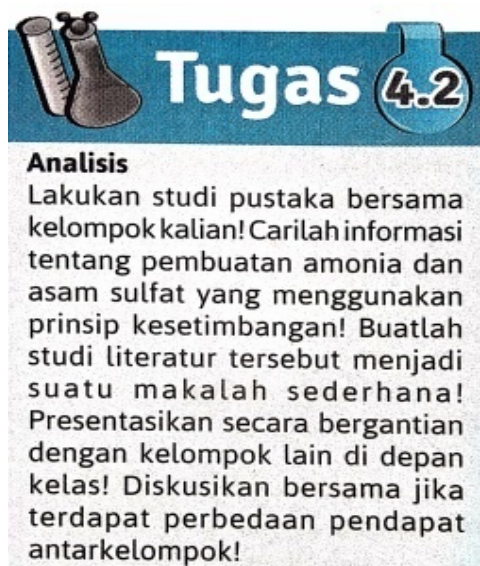 Tugas 4.2
Analisis
Lakukan studi pustaka bersama
kelompok kalian! Carilah informasi
tentang pembuatan amonia dan
asam sulfat yang menggunakan
prinsip kesetimbangan! Buatlah
studi literatur tersebut menjadi
suatu makalah sederhana!
Presentasikan secara bergantian
dengan kelompok lain di depan
kelas! Diskusikan bersama jika
terdapat perbedaan pendapat
antarkelompok!